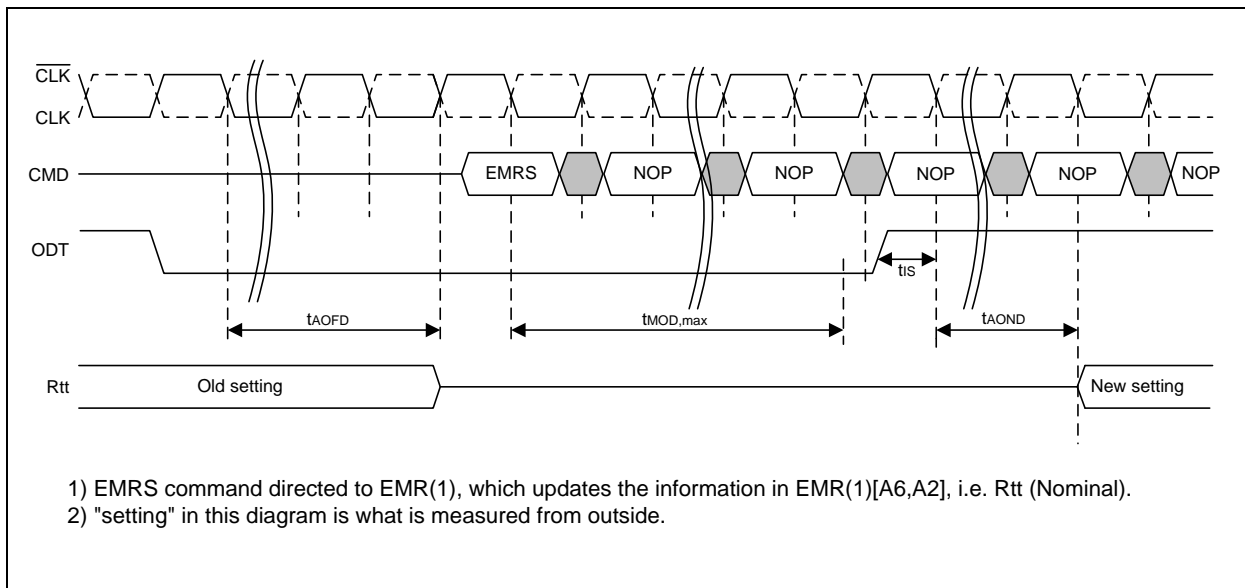 CLK
CLK
CMD
EMRS
NOP
NOP
NOP
NOP
NOP
ODT
tIS
tAOFD
tMOD,max
tAOND
Rtt
Old setting
New setting
1) EMRS command directed to EMR(1), which updates the information in EMR(1)[A6,A2], i.e. Rtt (Nominal).
2) "setting" in this diagram is what is measured from outside.